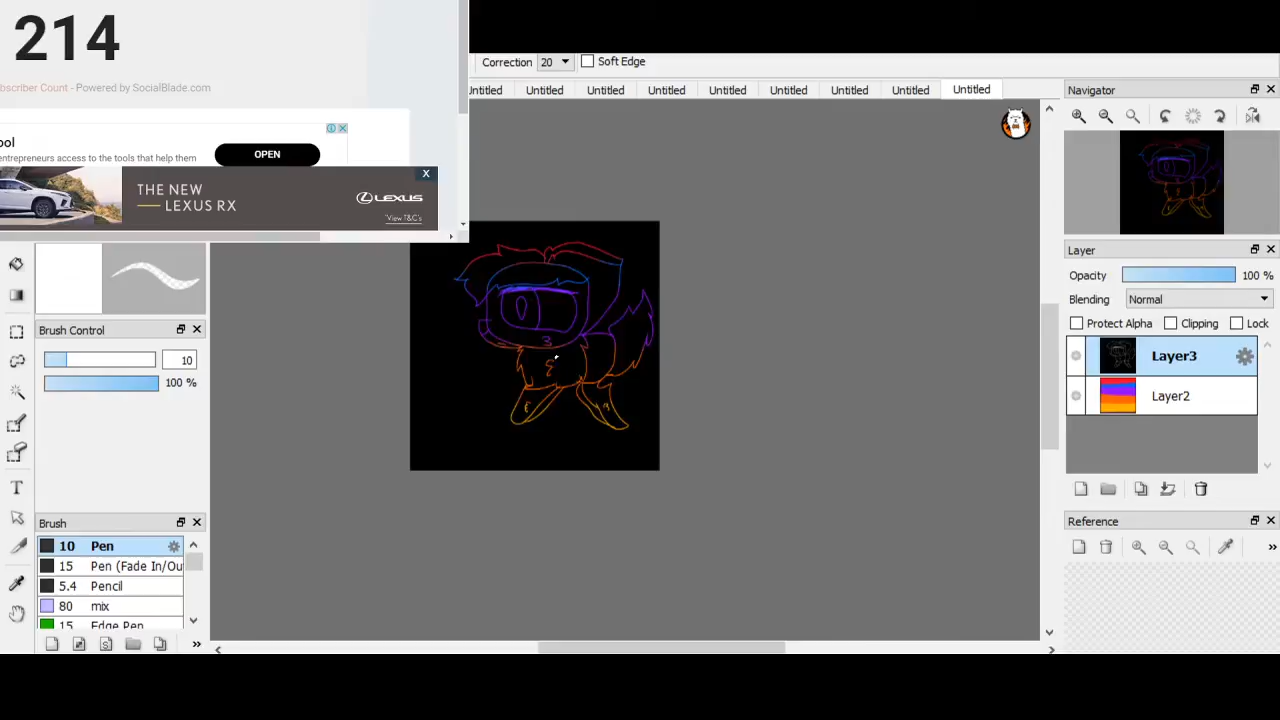 214
bscriber Count - Powered by SocialBlade.com
ool
entrepreneurs access to the tools that help them
OPEN
X
THE NEW
LEXUS RX
LEXUS
*View T&C's
Correction 20 Soft Edge
Untitled Untitled Untitled Untitled Untitled Untitled Untitled Untitled Untitled
Brush Control
10
100 %
Brush
10 Pen
15 Pen (Fade In/Ou
5.4 Pencil
80 mix
15 Edge Pen
T
Navigator
Layer
Opacity 100 %
Blending Normal
Protect Alpha Clipping Lock
Layer3
Layer2
Reference